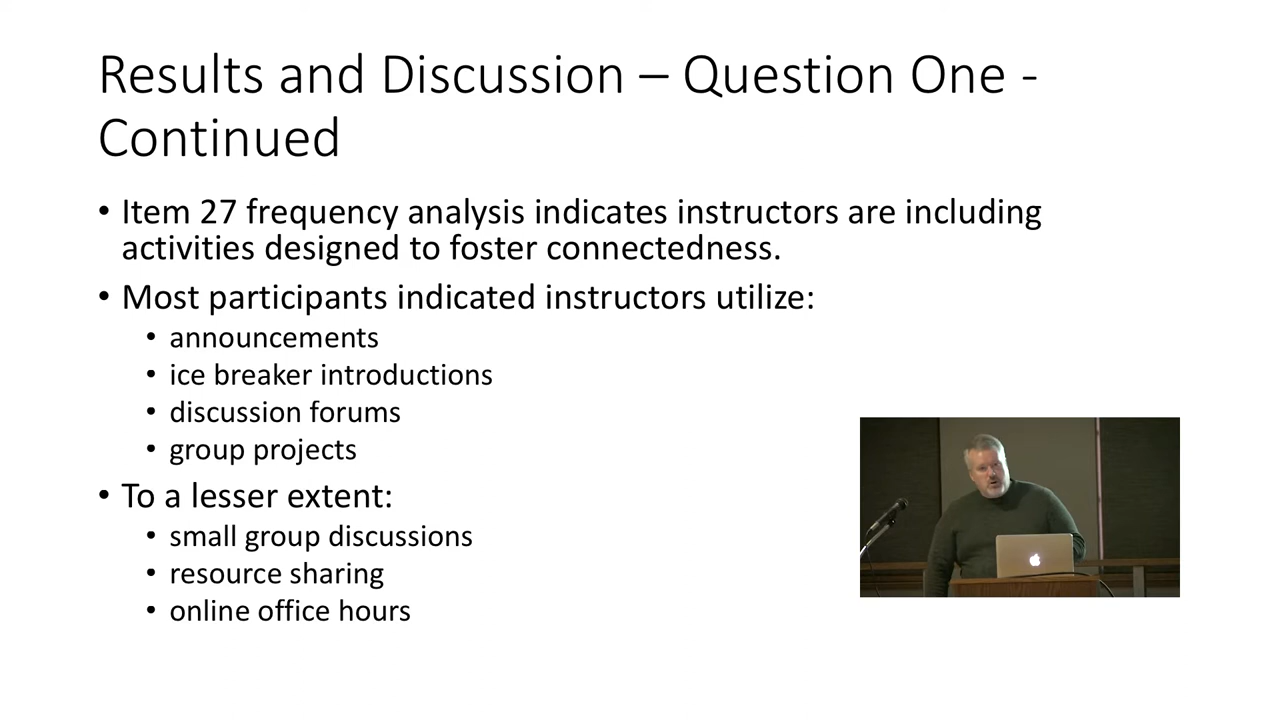 Results and Discussion – Question One -
Continued
• Item 27 frequency analysis indicates instructors are including
activities designed to foster connectedness.
• Most participants indicated instructors utilize:
• announcements
• ice breaker introductions
• discussion forums
• group projects
• To a lesser extent:
• small group discussions
• resource sharing
• online office hours